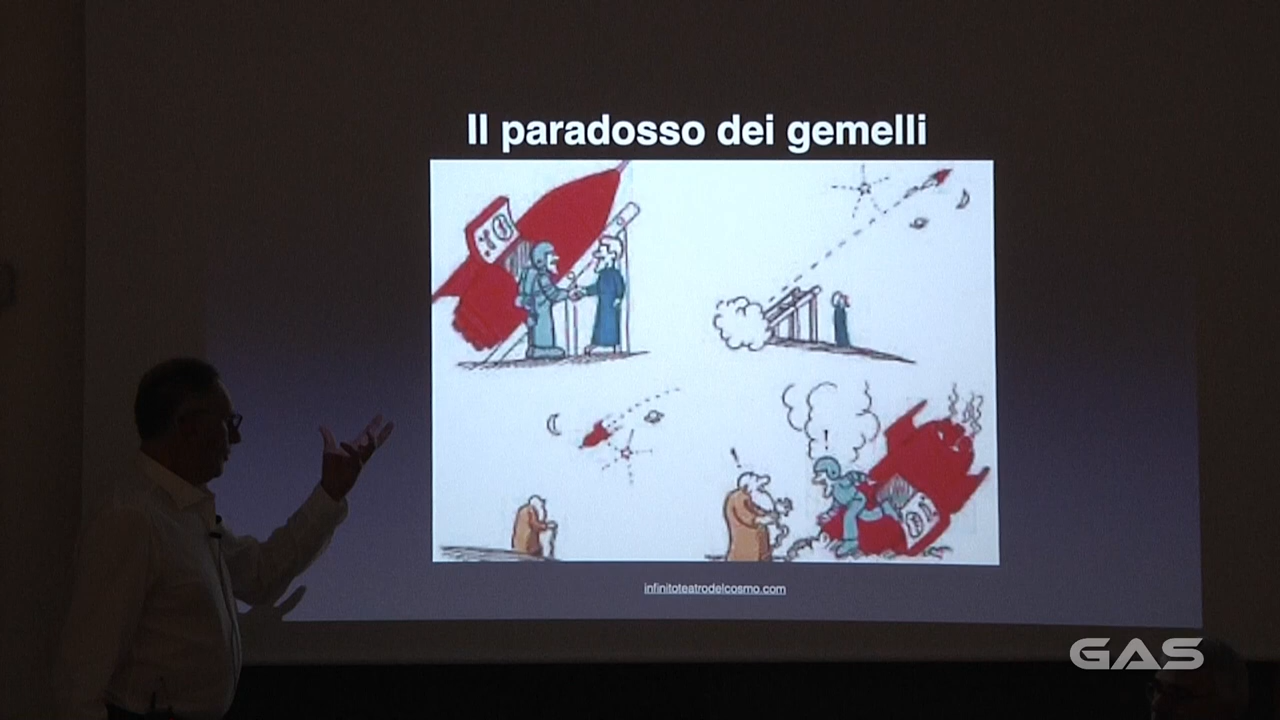 Il paradosso dei gemelli
!
!
infinitoteatrodelcosmo.com
GAS